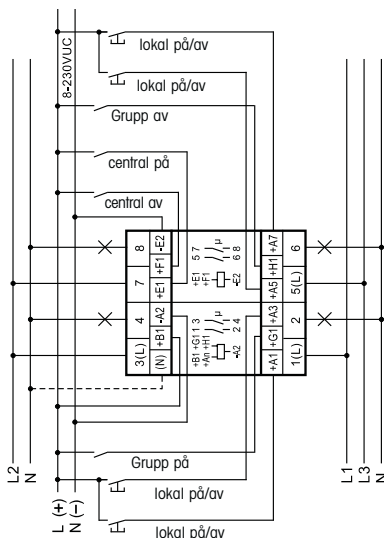 8-230VUC
lokal på/av
lokal på/av
Grupp av
central på
central av
8 -E2
+F1
7 +E1
4 -A2
+B1
3(L) (N)
5 7
6 8
µ
+E1
+F1
-E2
+B1 +G1 1 3
+An +H1 2 4
µ
-A2
+A7 6
+H1
+A5 5(L)
+A3 2
+G1
+A1 1(L)
L2
N
L (+)
N (-)
Grupp på
lokal på/av
lokal på/av
L1
L3
N